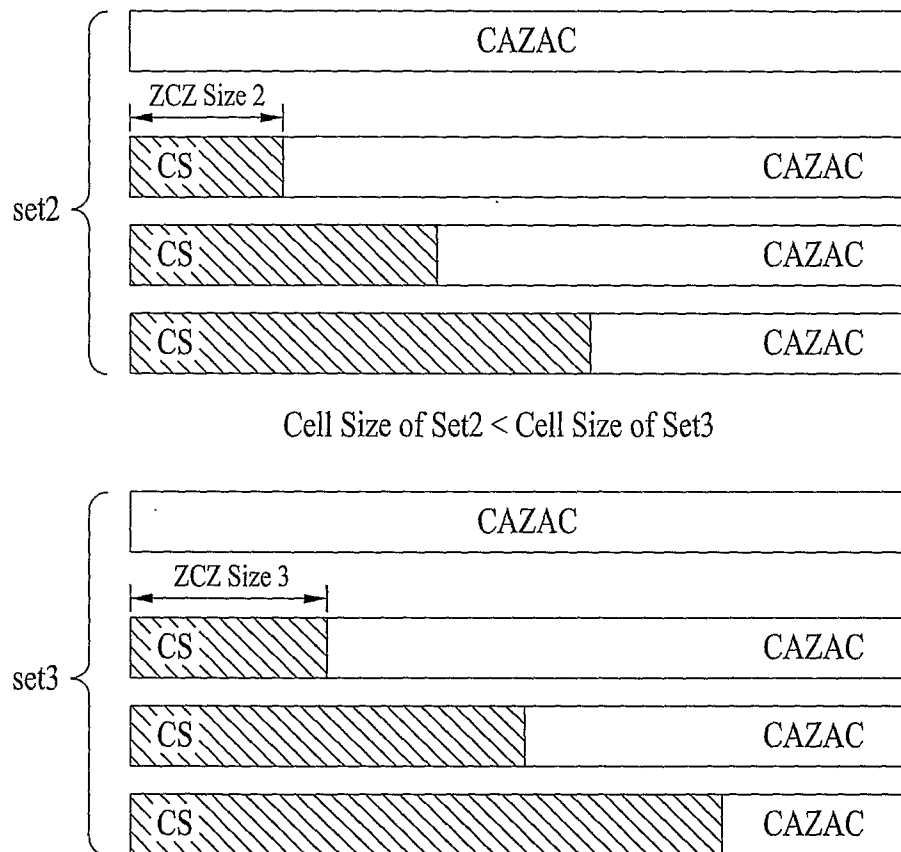 CAZAC
ZCZ Size 2
CS CAZAC
set2
CS CAZAC
CS CAZAC
Cell Size of Set2 < Cell Size of Set3
CAZAC
ZCZ Size 3
CS CAZAC
set3
CS CAZAC
CS CAZAC